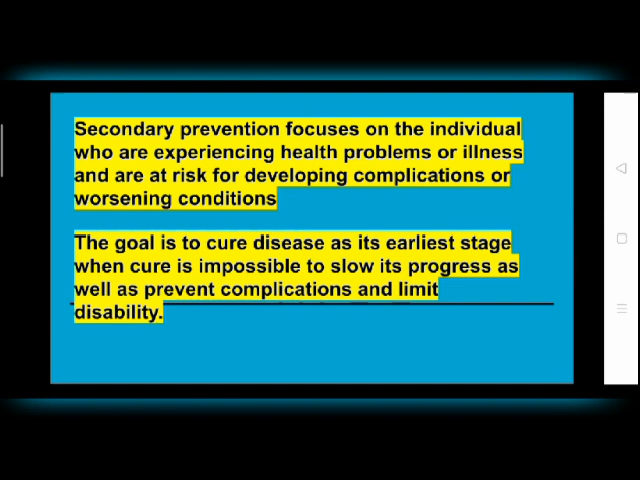 Secondary prevention focuses on the individual
who are experiencing health problems or illness
and are at risk for developing complications or
worsening conditions
The goal is to cure disease as its earliest stage
when cure is impossible to slow its progress as
well as prevent complications and limit
disability.